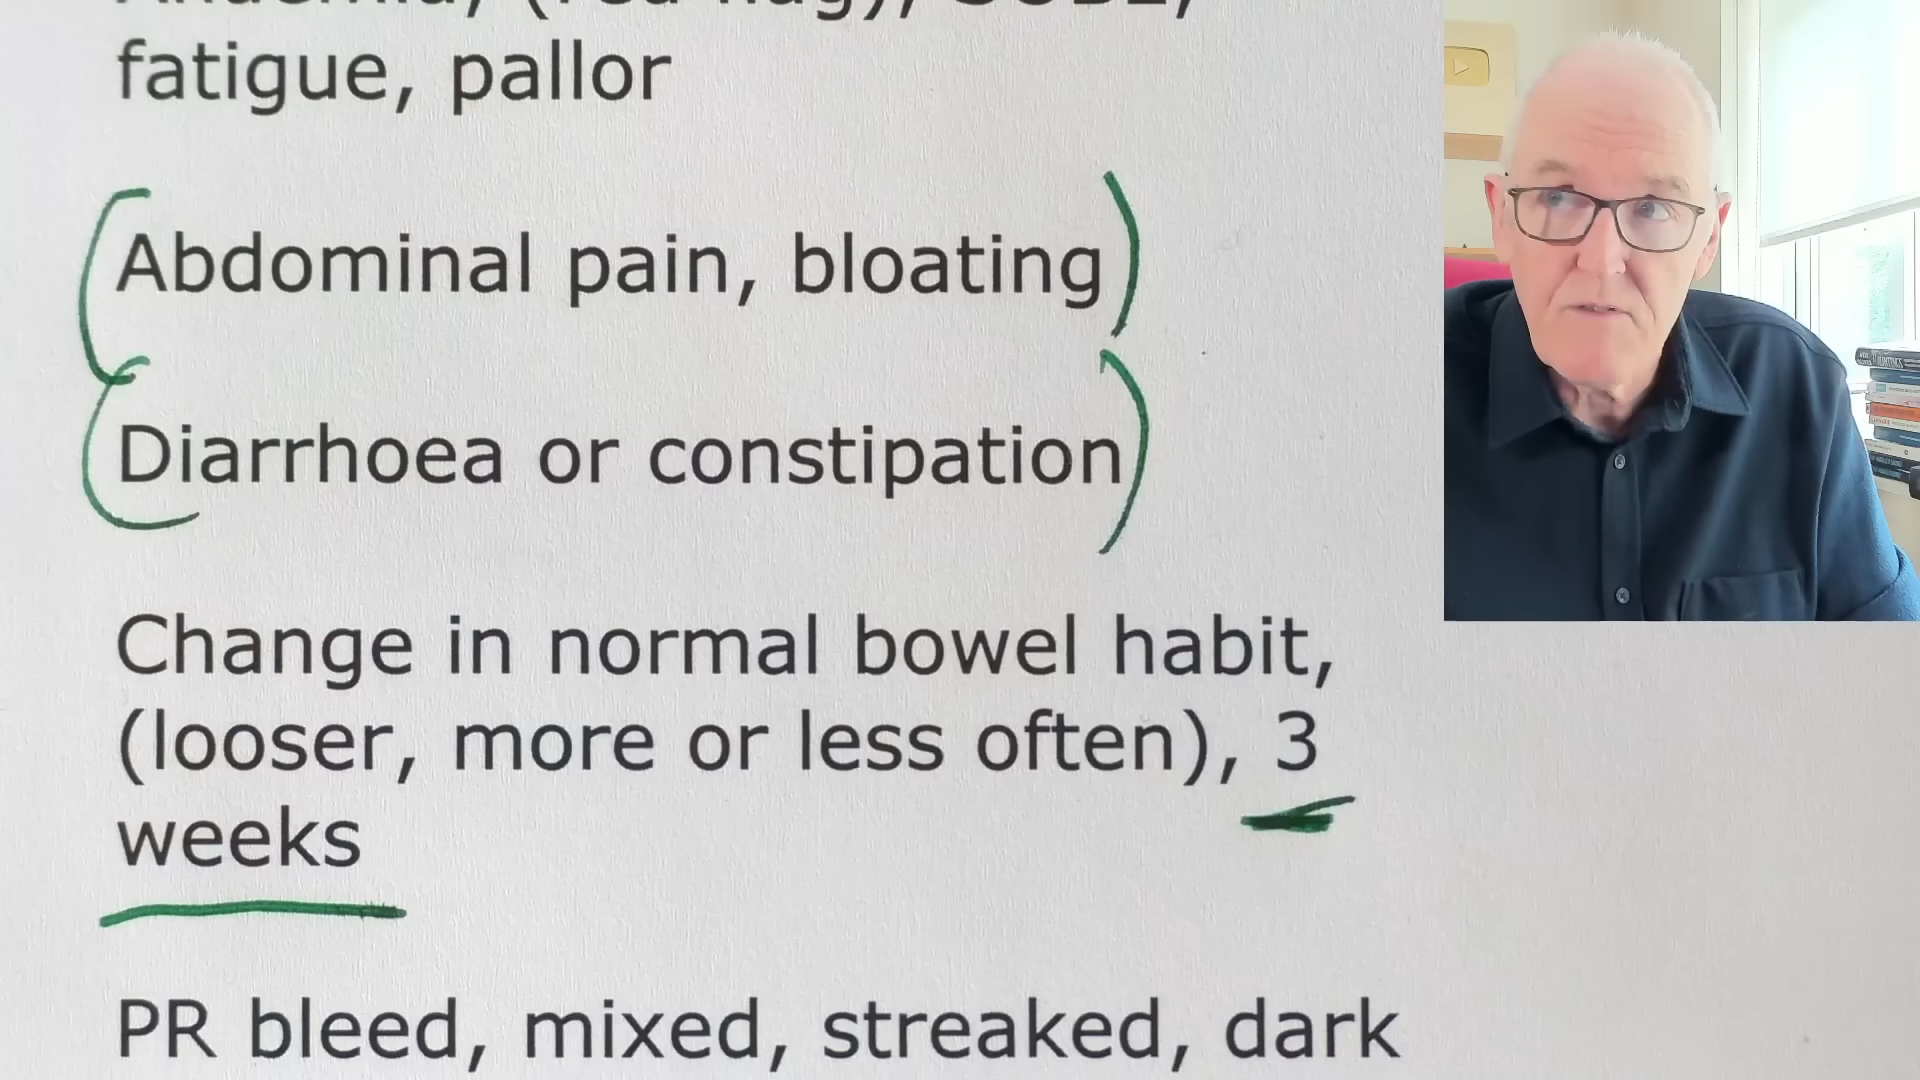 fatigue, pallor
Abdominal pain, bloating
Diarrhoea or constipation
Change in normal bowel habit,
(looser, more or less often), 3
weeks
PR bleed, mixed, streaked, dark